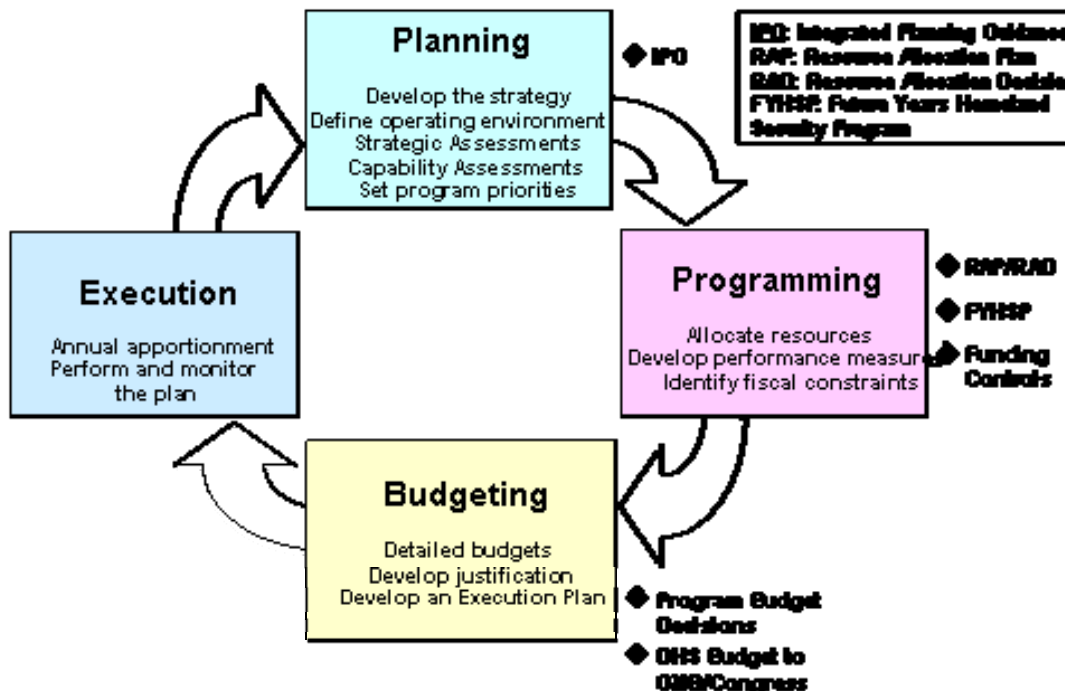 Planning
Develop the strategy
Define operating environment
Strategic Assessments
Capability Assessments
Set program priorities
IPG
IPG: Integrated Planning Guidance
RAP: Resource Allocation Plan
RAD: Resource Allocation Decision
FYHSP: Future Years Homeland
Security Program
Programming
Allocate resources
Develop performance measures
Identify fiscal constraints
RAP/RAD
FYHSP
Funding
Controls
Execution
Annual apportionment
Perform and monitor
the plan
Budgeting
Detailed budgets
Develop justification
Develop an Execution Plan
Program Budget
Decisions
DHS Budget to
OMB/Congress